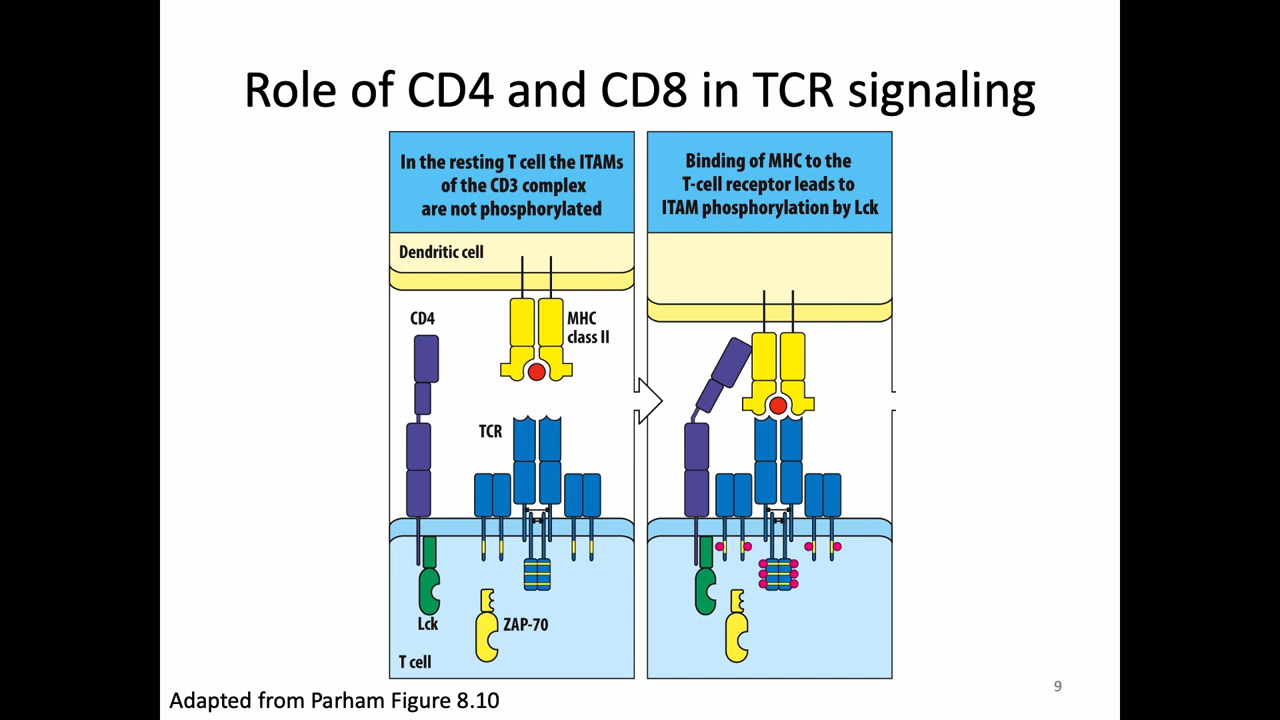 Role of CD4 and CD8 in TCR signaling
In the resting T cell the ITAMs
of the CD3 complex
are not phosphorylated
Binding of MHC to the
T-cell receptor leads to
ITAM phosphorylation by Lck
Dendritic cell
CD4
MHC
class II
TCR
Lck
ZAP-70
T cell
Adapted from Parham Figure 8.10
9